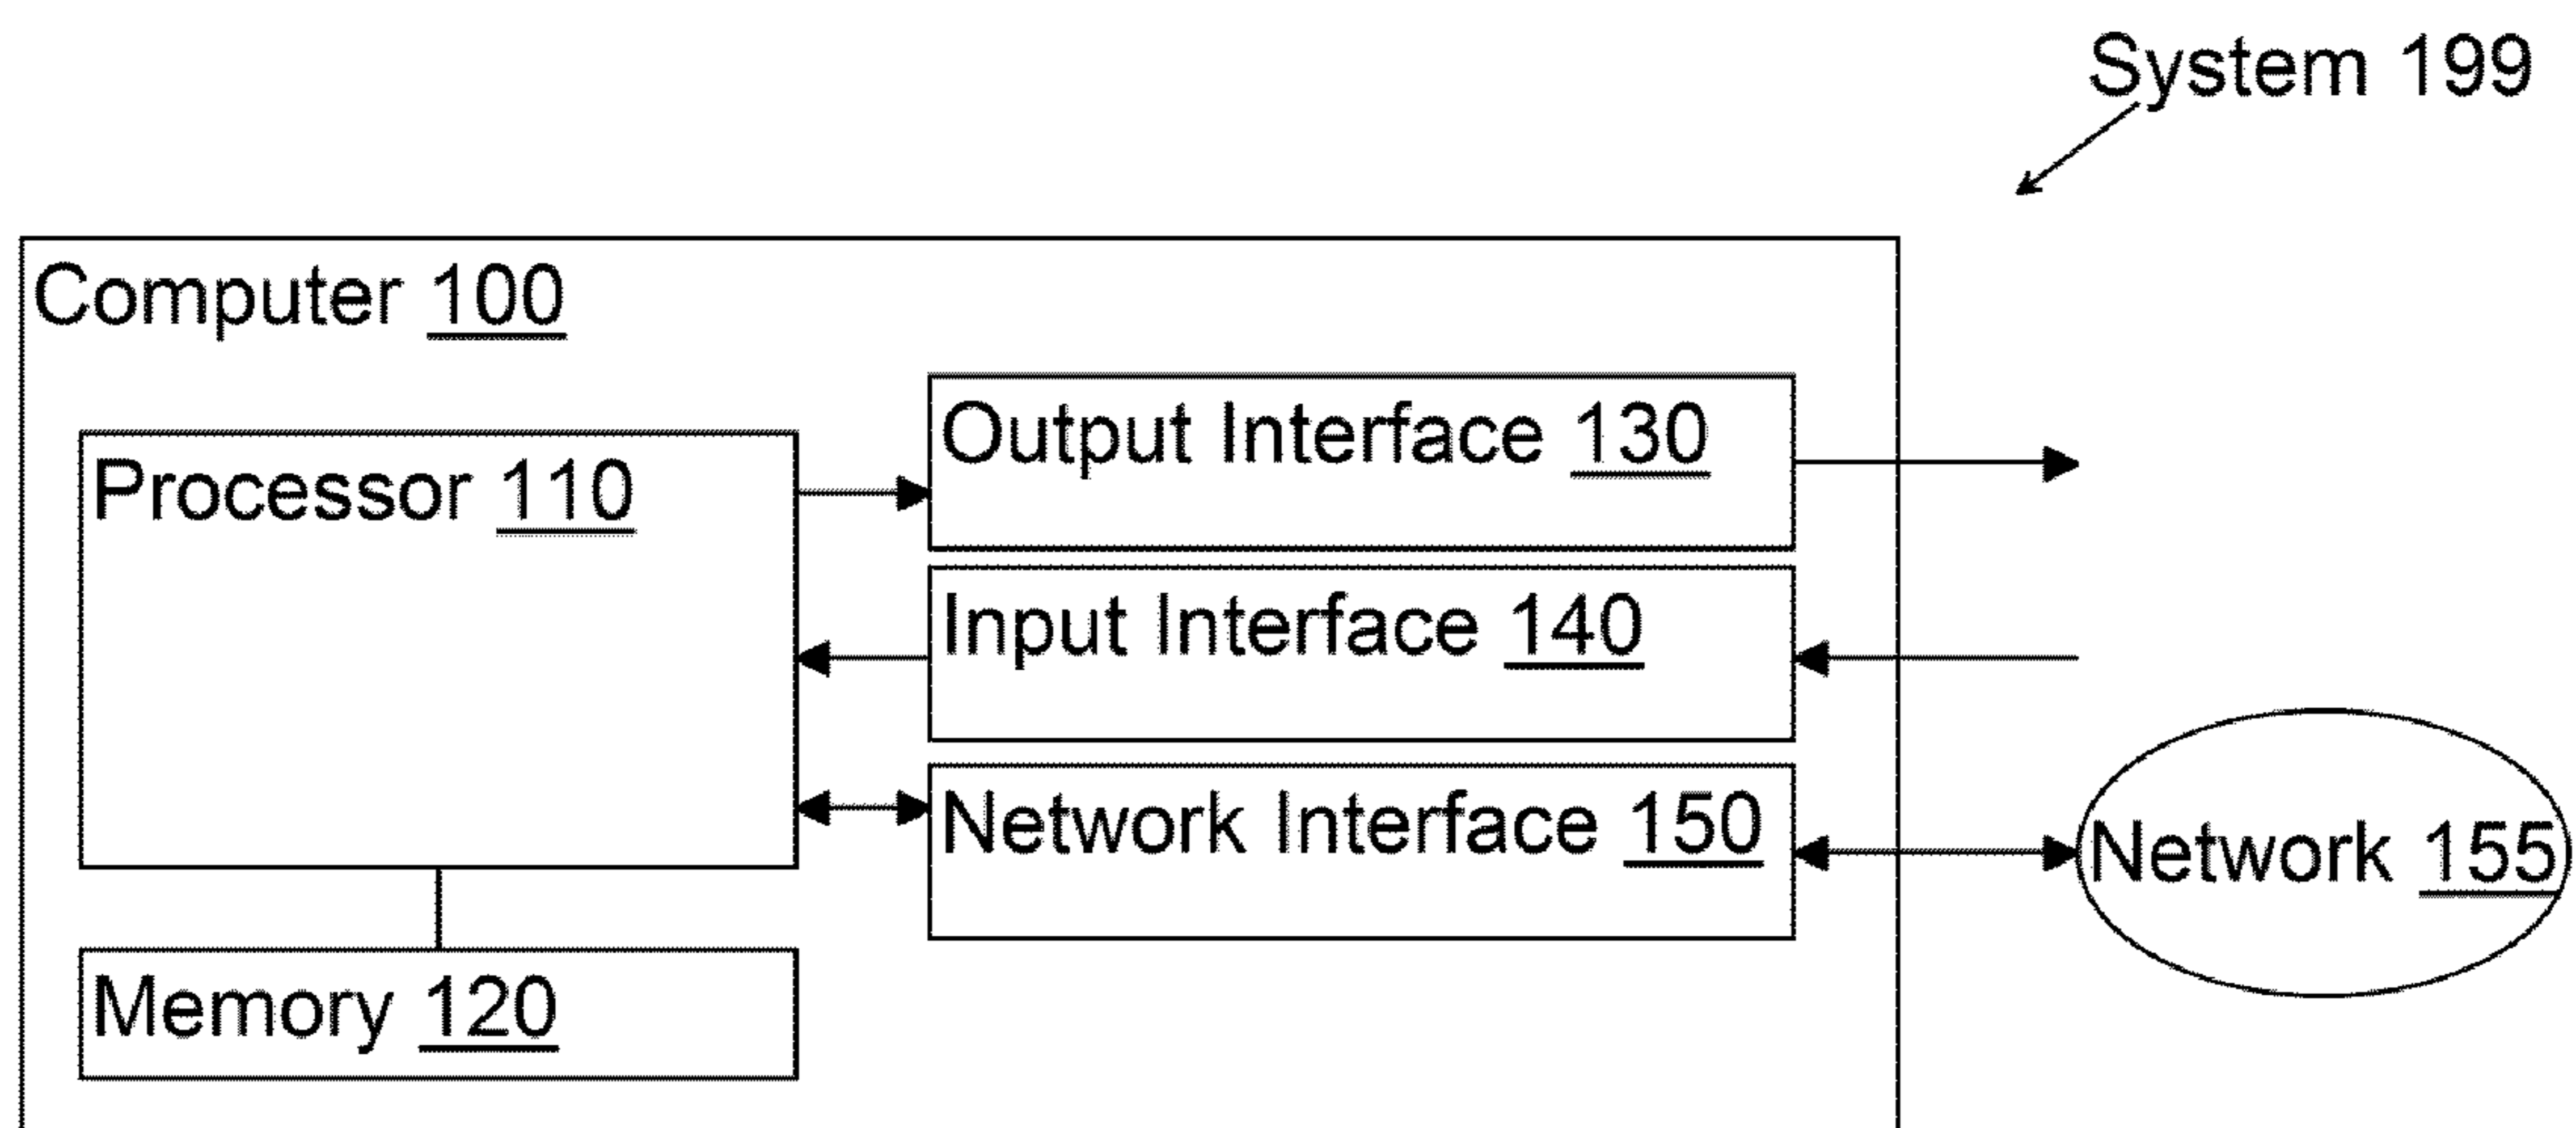 System 199
Computer 100
Output Interface 130
Processor 110
Input Interface 140
Network Interface 150
Network 155
Memory 120